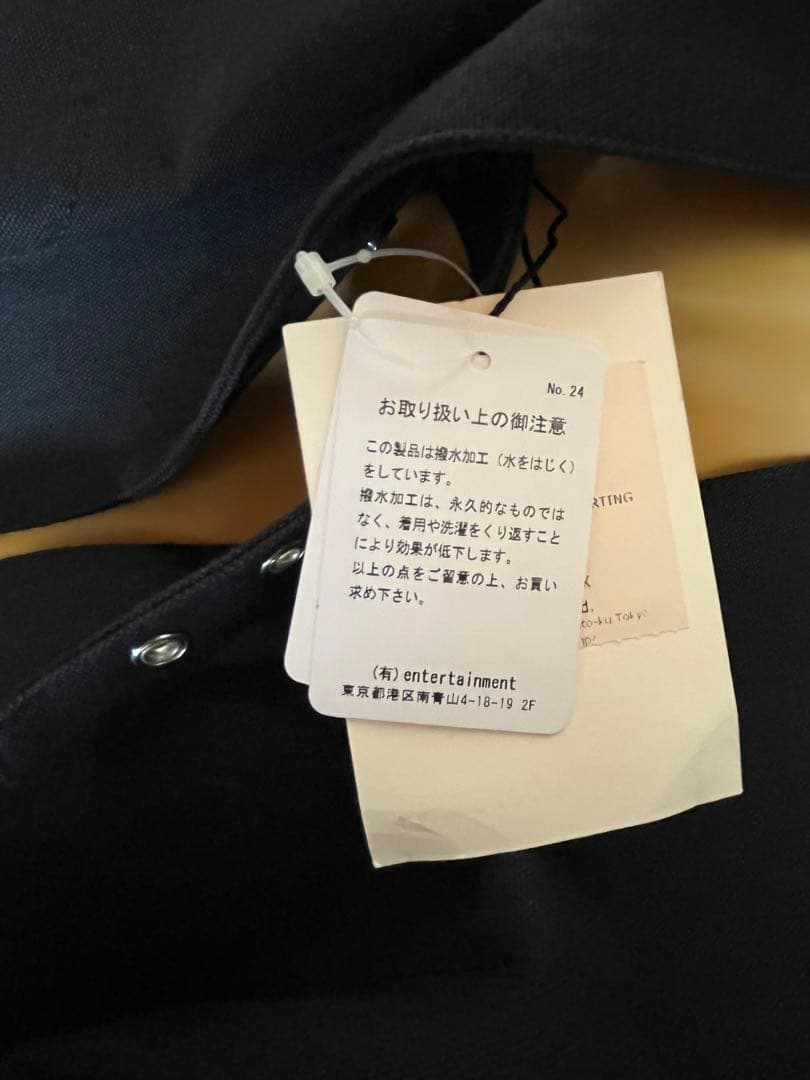 No. 24
お取り扱い上の御注意
この製品は撥水加工（水をはじく）
をしています。
撥水加工は、永久的なものでは
なく、着用や洗濯をくり返すこと
により効果が低下します。
以上の点をご留意の上、お買い
求め下さい。
(有)entertainment
東京都港区南青山4-18-19 2F